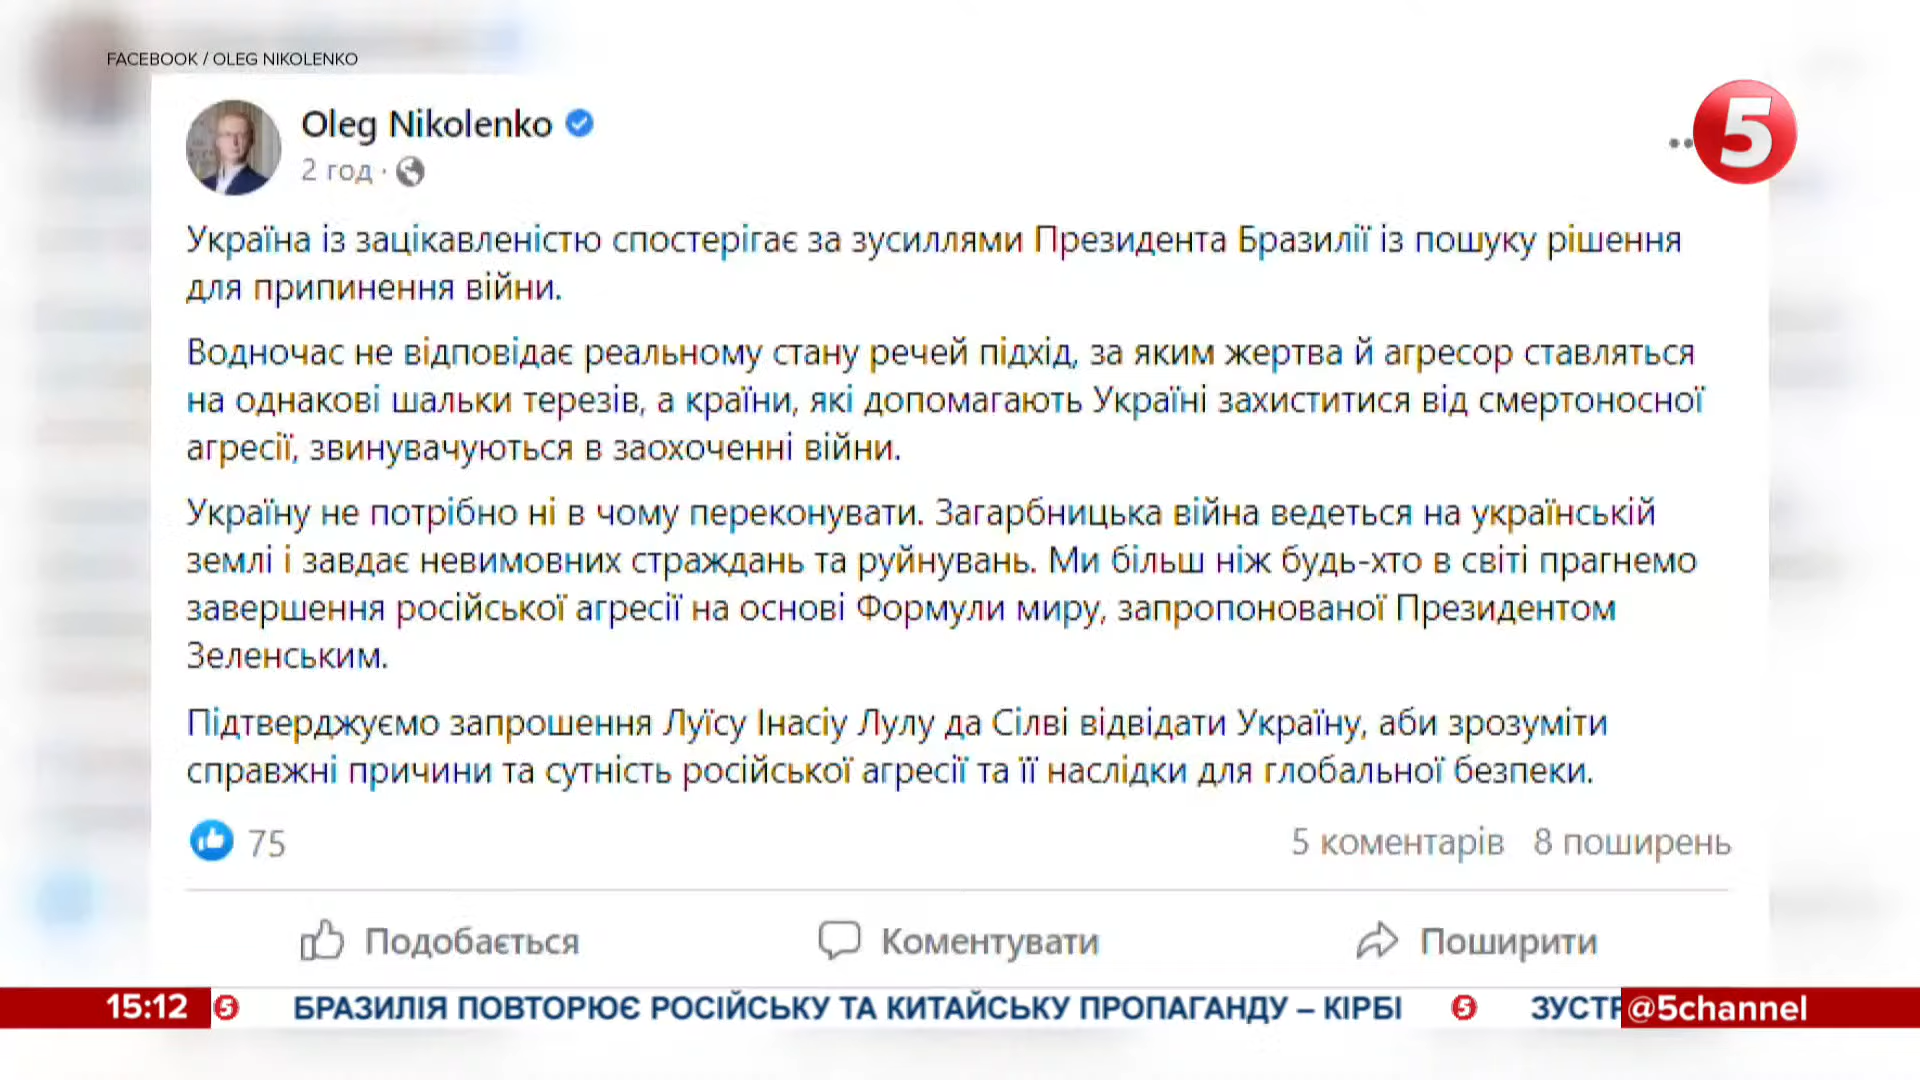 FACEBOOK / OLEG NIKOLENKO
Oleg Nikolenko
2 год ·
5
Україна із зацікавленістю спостерігає за зусиллями Президента Бразилії із пошуку рішення
для припинення війни.
Водночас не відповідає реальному стану речей підхід, за яким жертва й агресор ставляться
на однакові шальки терезів, а країни, які допомагають Україні захиститися від смертоносної
агресії, звинувачуються в заохоченні війни.
Україну не потрібно ні в чому переконувати. Загарбницька війна ведеться на українській
землі і завдає невимовних страждань та руйнувань. Ми більш ніж будь-хто в світі прагнемо
завершення російської агресії на основі Формули миру, запропонованої Президентом
Зеленським.
Підтверджуємо запрошення Луїсу Інасіу Лулу да Сілві відвідати Україну, аби зрозуміти
справжні причини та сутність російської агресії та її наслідки для глобальної безпеки.
75
5 коментарів 8 поширень
Подобається Коментувати Поширити
15:12 5 БРАЗИЛІЯ ПОВТОРЮЄ РОСІЙСЬКУ ТА КИТАЙСЬКУ ПРОПАГАНДУ – КІРБІ 5 ЗУСТР @5channel